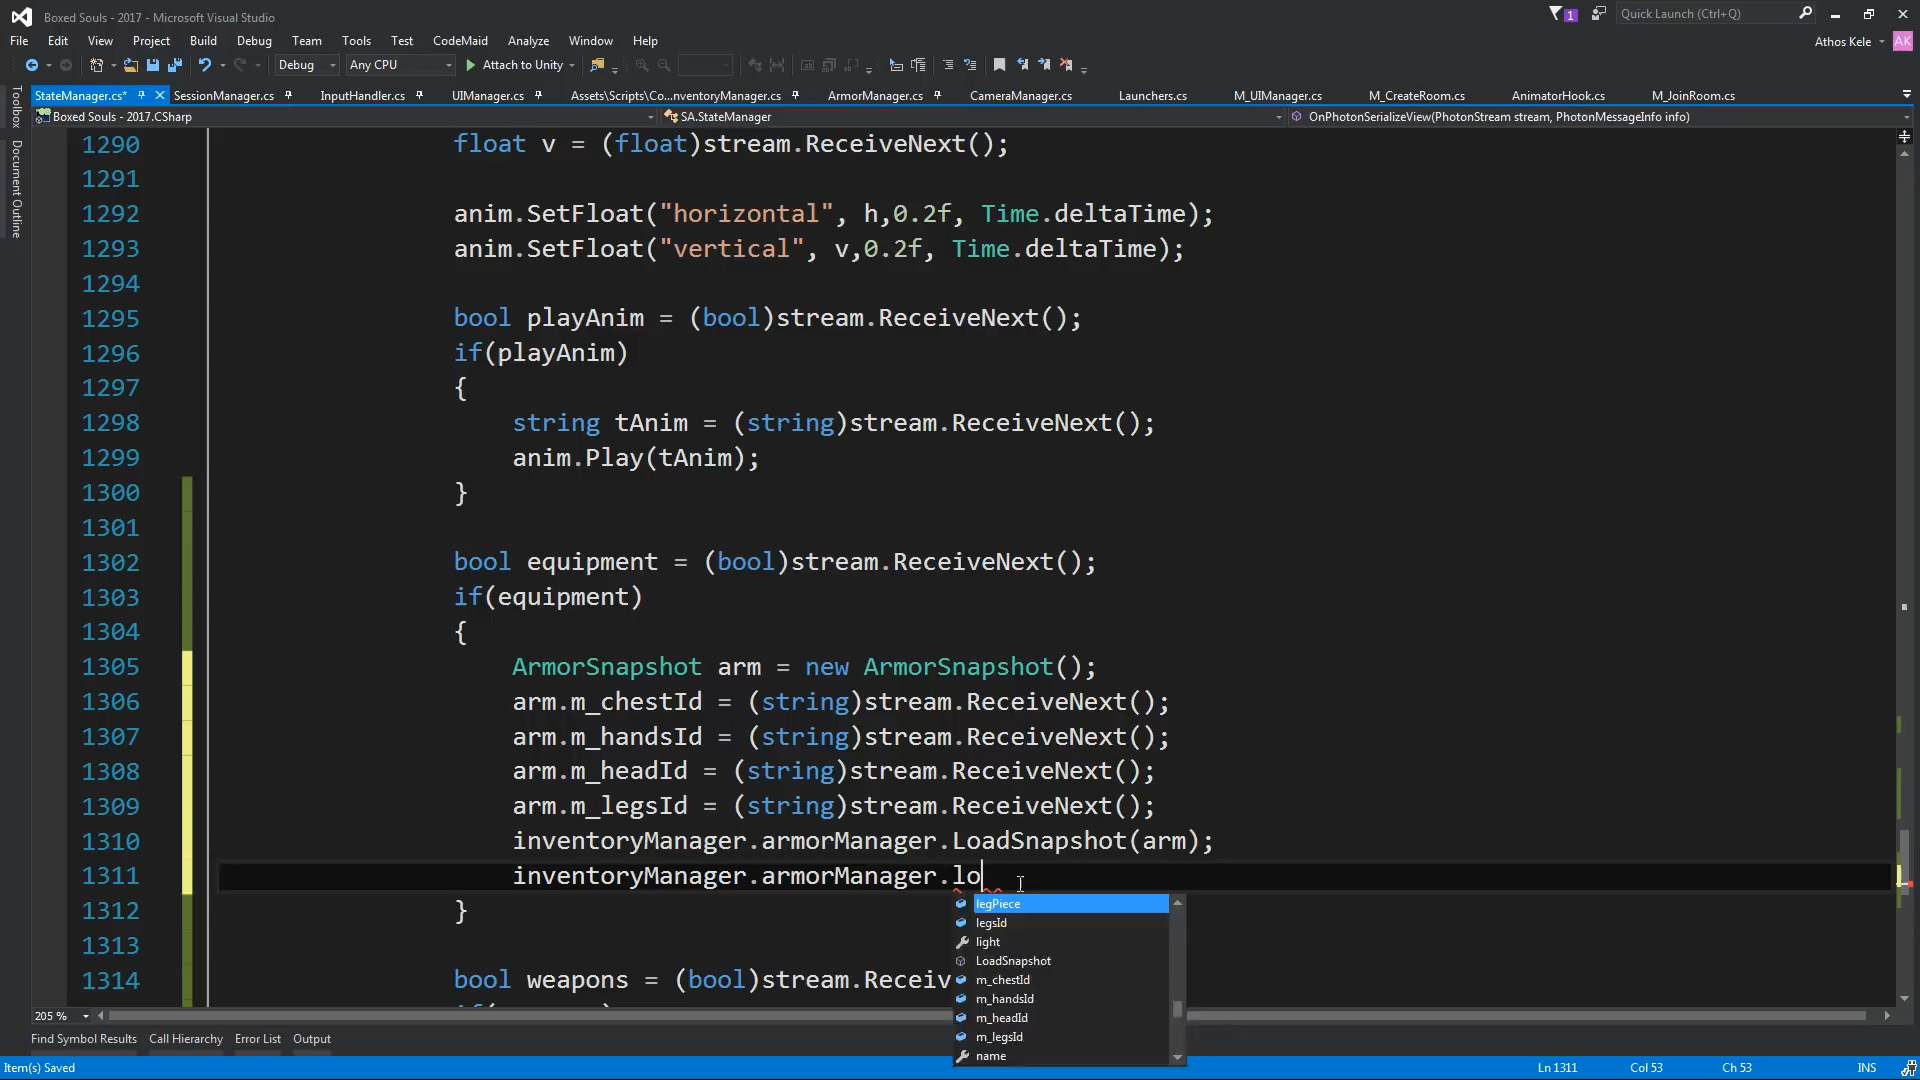 Boxed Souls - 2017 - Microsoft Visual Studio
1
Quick Launch (Ctrl+Q)
File Edit View Project Build Debug Team Tools Test CodeMaid Analyze Window Help
Athos Kele AK
Debug Any CPU Attach to Unity
StateManager.cs* SessionManager.cs InputHandler.cs UIManager.cs Assets\Scripts\Co...nventoryManager.cs ArmorManager.cs CameraManager.cs Launchers.cs M_UIManager.cs M_CreateRoom.cs AnimatorHook.cs M_JoinRoom.cs
Toolbox
Document Outline
Boxed Souls - 2017.CSharp SA.StateManager OnPhotonSerializeView(PhotonStream stream, PhotonMessageInfo info)
1290 float v = (float)stream.ReceiveNext();
1291
1292 anim.SetFloat("horizontal", h,0.2f, Time.deltaTime);
1293 anim.SetFloat("vertical", v,0.2f, Time.deltaTime);
1294
1295 bool playAnim = (bool)stream.ReceiveNext();
1296 if(playAnim)
1297 {
1298 string tAnim = (string)stream.ReceiveNext();
1299 anim.Play(tAnim);
1300 }
1301
1302 bool equipment = (bool)stream.ReceiveNext();
1303 if(equipment)
1304 {
1305 ArmorSnapshot arm = new ArmorSnapshot();
1306 arm.m_chestId = (string)stream.ReceiveNext();
1307 arm.m_handsId = (string)stream.ReceiveNext();
1308 arm.m_headId = (string)stream.ReceiveNext();
1309 arm.m_legsId = (string)stream.ReceiveNext();
1310 inventoryManager.armorManager.LoadSnapshot(arm);
1311 inventoryManager.armorManager.lo
1312 }
1313
1314 bool weapons = (bool)stream.Receiv
legPiece
legsId
light
LoadSnapshot
m_chestId
m_handsId
m_headId
m_legsId
name
205 %
Find Symbol Results Call Hierarchy Error List Output
Item(s) Saved Ln 1311 Col 53 Ch 53 INS